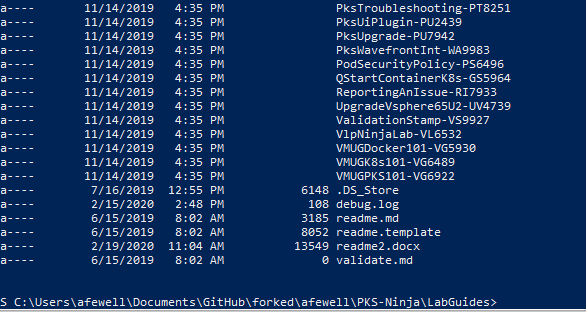 a---- 11/14/2019 4:35 PM PksTroubleshooting-PT8251
a---- 11/14/2019 4:35 PM PksUiPlugin-PU2439
a---- 11/14/2019 4:35 PM PksUpgrade-PU7942
a---- 11/14/2019 4:35 PM PksWavefrontInt-WA9983
a---- 11/14/2019 4:35 PM PodSecurityPolicy-PS6496
a---- 11/14/2019 4:35 PM QStartContainerK8s-GS5964
a---- 11/14/2019 4:35 PM ReportingAnIssue-RI7933
a---- 11/14/2019 4:35 PM UpgradeVsphere65U2-UV4739
a---- 11/14/2019 4:35 PM ValidationStamp-VS9927
a---- 11/14/2019 4:35 PM VlpNinjaLab-VL6532
a---- 11/14/2019 4:35 PM VMUGDocker101-VG5930
a---- 11/14/2019 4:35 PM VMUGK8s101-VG6489
a---- 11/14/2019 4:35 PM VMUGPKS101-VG6922
a---- 7/16/2019 12:55 PM 6148 .DS_Store
a---- 2/15/2020 2:48 PM 108 debug.log
a---- 6/15/2019 8:02 AM 3185 readme.md
a---- 6/15/2019 8:02 AM 8052 readme.template
a---- 2/19/2020 11:04 AM 13549 readme2.docx
a---- 6/15/2019 8:02 AM 0 validate.md
S C:\Users\afewell\Documents\GitHub\forked\afewell\PKS-Ninja\LabGuides>